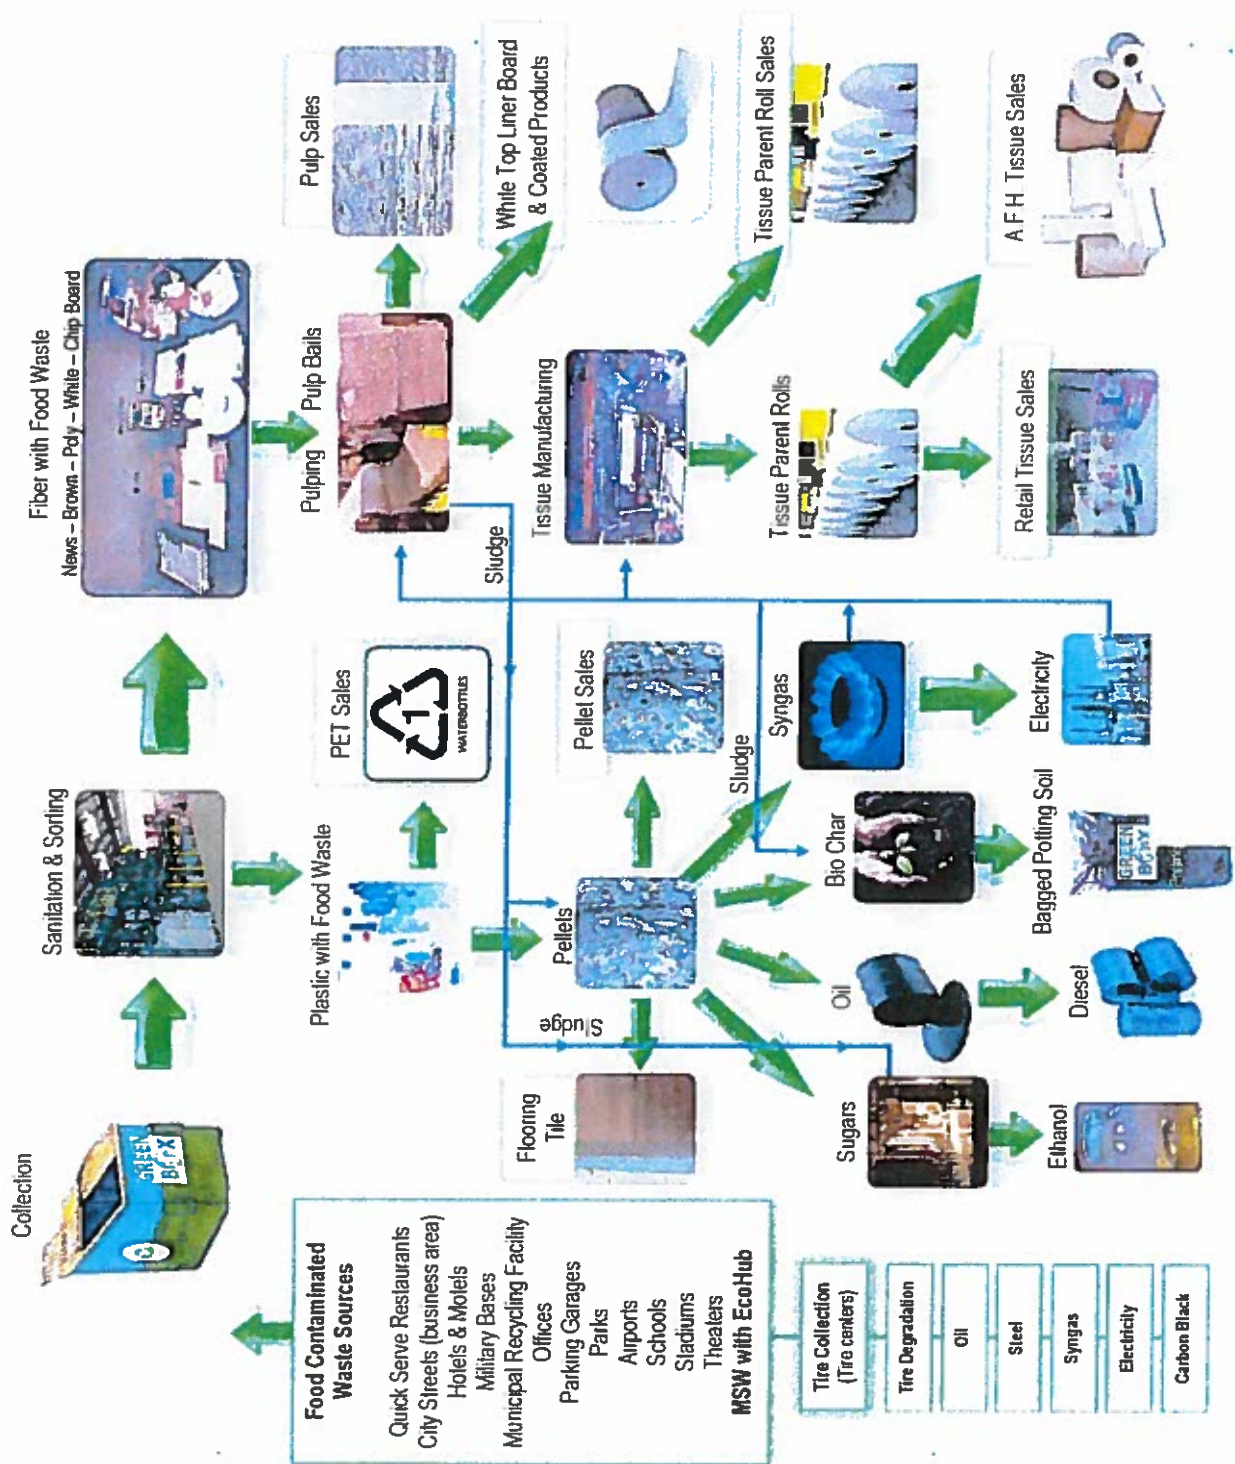 Collection
Sanitation & Sorting
Fiber with Food Waste
News – Brown – Poly – White – Chip Board
GREEN
Food Contaminated
Waste Sources
Quick Serve Restaurants
City Streets (business area)
Hotels & Motels
Military Bases
Municipal Recycling Facility
Offices
Parking Garages
Parks
Airports
Schools
Stadiums
Theaters
MSW with EcoHub
Plastic with Food Waste
PET Sales
1
WATERBOTTLES
Pulping
Pulp Bails
Pulp Sales
Sludge
White Top Liner Board
& Coated Products
Flooring
Tile
Sludge
Pellets
Pellet Sales
Tissue Manufacturing
Tissue Parent Roll Sales
Sludge
Tire Collection
(Tire centers)
Tire Degradation
Oil
Steel
Syngas
Electricity
Carbon Black
Sugars
Oil
Bio Char
Syngas
Tissue Parent Rolls
Ethanol
Diesel
Bagged Potting Soil
GREEN
Electricity
Retail Tissue Sales
A.F.H. Tissue Sales